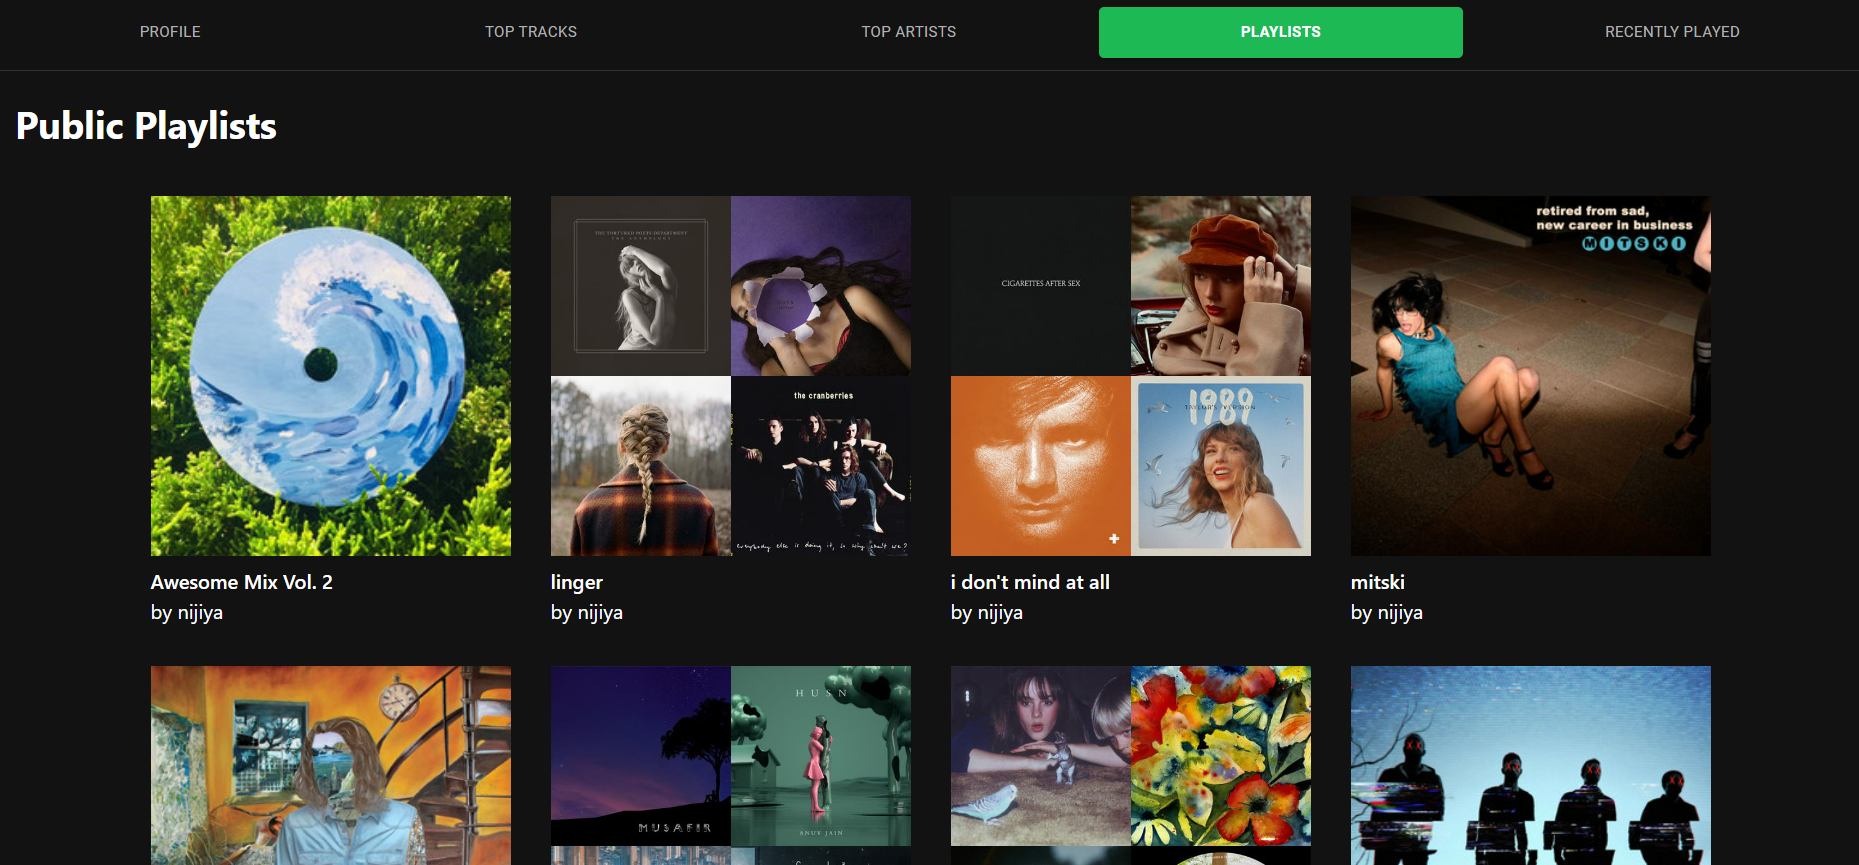 PROFILE
TOP TRACKS
TOP ARTISTS
PLAYLISTS
RECENTLY PLAYED
Public Playlists
THE TORTURED POETS DEPARTMENT
THE ANTHOLOGY
CIGARETTES AFTER SEX
retired from sad,
new career in business
MITSKI
the cranberries
everybody else is doing it, so why can't we?
+
1989
TAYLOR'S VERSION
Awesome Mix Vol. 2
by nijiya
linger
by nijiya
i don't mind at all
by nijiya
mitski
by nijiya
MUSAFIR
HUSN
ANUV JAIN